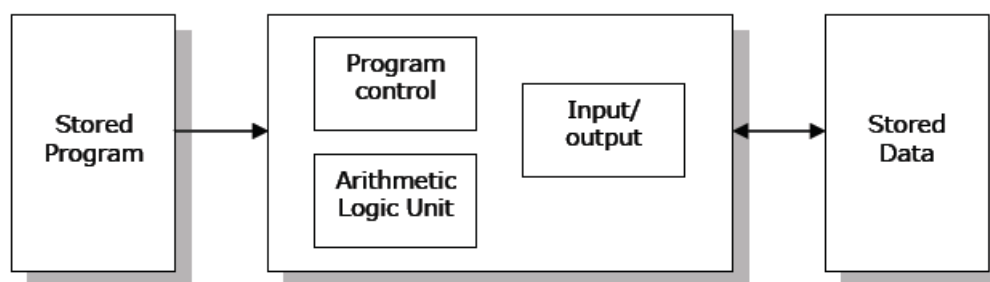 Stored
Program
Program
control
Arithmetic
Logic Unit
Input/
output
Stored
Data